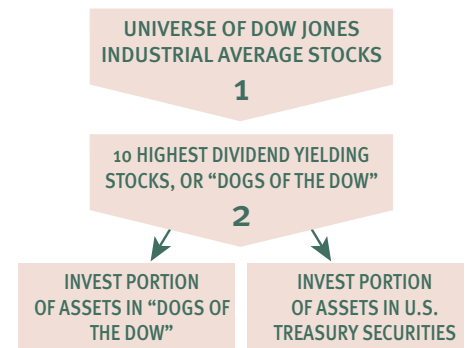 UNIVERSE OF DOW JONES
INDUSTRIAL AVERAGE STOCKS
1
10 HIGHEST DIVIDEND YIELDING
STOCKS, OR “DOGS OF THE DOW”
2
INVEST PORTION
OF ASSETS IN “DOGS OF
THE DOW”
INVEST PORTION
OF ASSETS IN U.S.
TREASURY SECURITIES